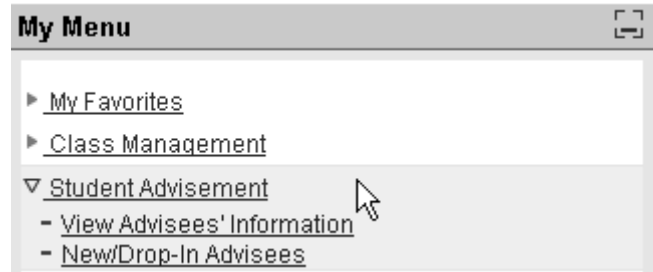 My Menu
My Favorites
Class Management
Student Advisement
- View Advisees' Information
- New/Drop-In Advisees